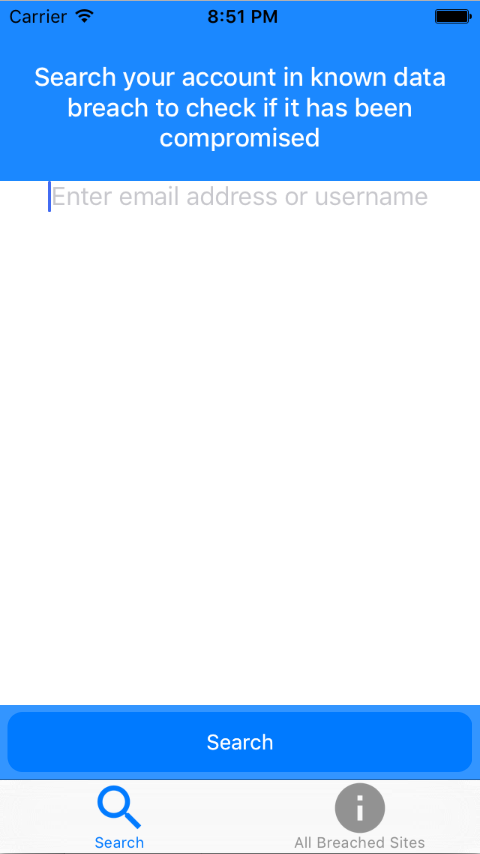 Carrier 8:51 PM
Search your account in known data
breach to check if it has been
compromised
Enter email address or username
Search
Search All Breached Sites